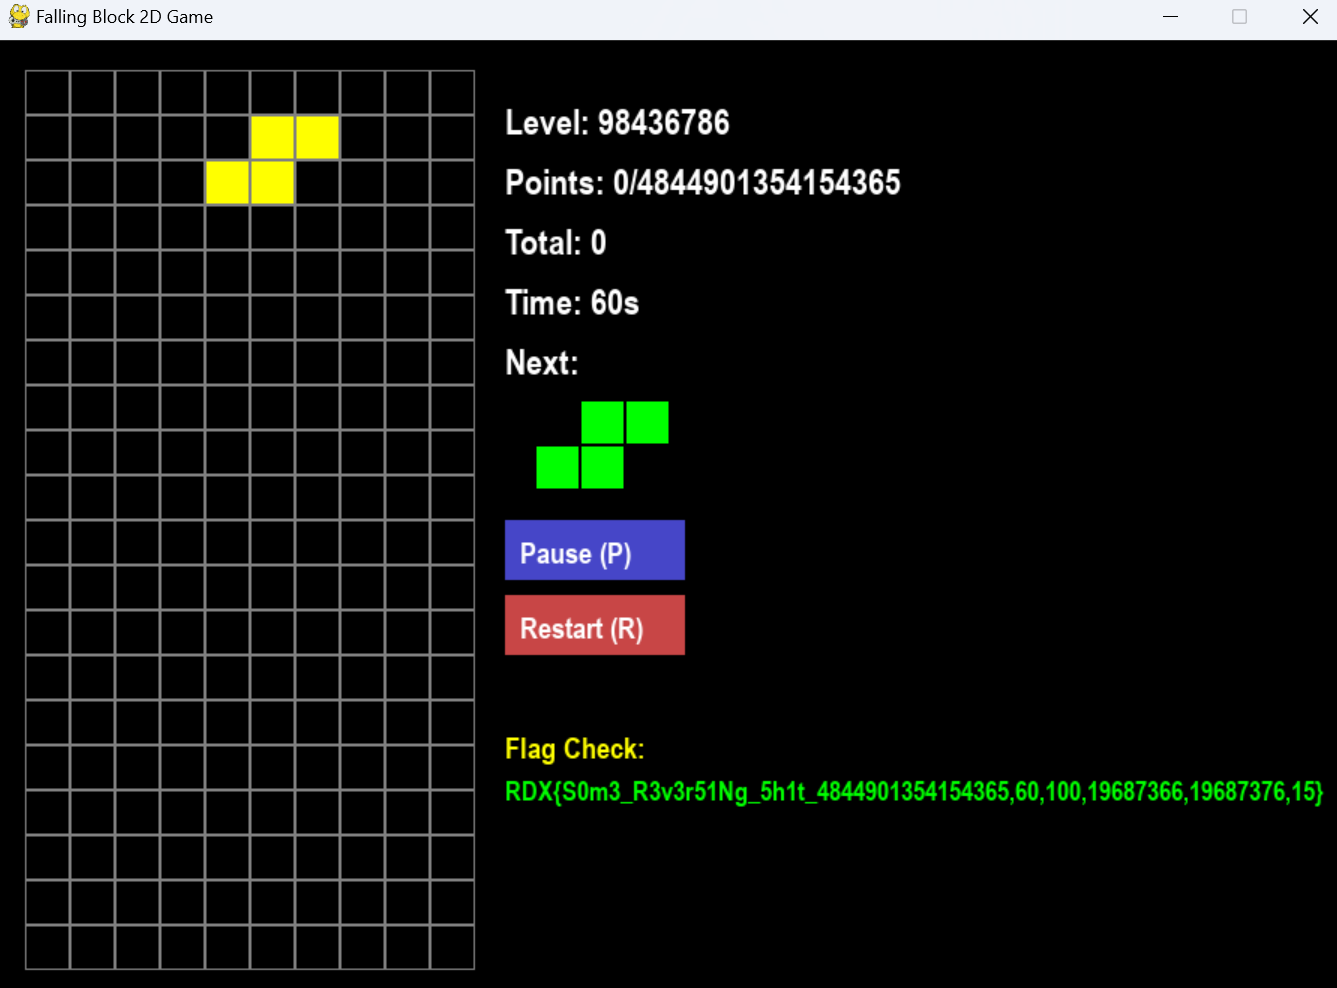 Falling Block 2D Game
Level: 98436786
Points: 0/4844901354154365
Total: 0
Time: 60s
Next:
Pause (P)
Restart (R)
Flag Check:
RDX{S0m3_R3v3r51Ng_5h1t_4844901354154365,60,100,19687366,19687376,15}